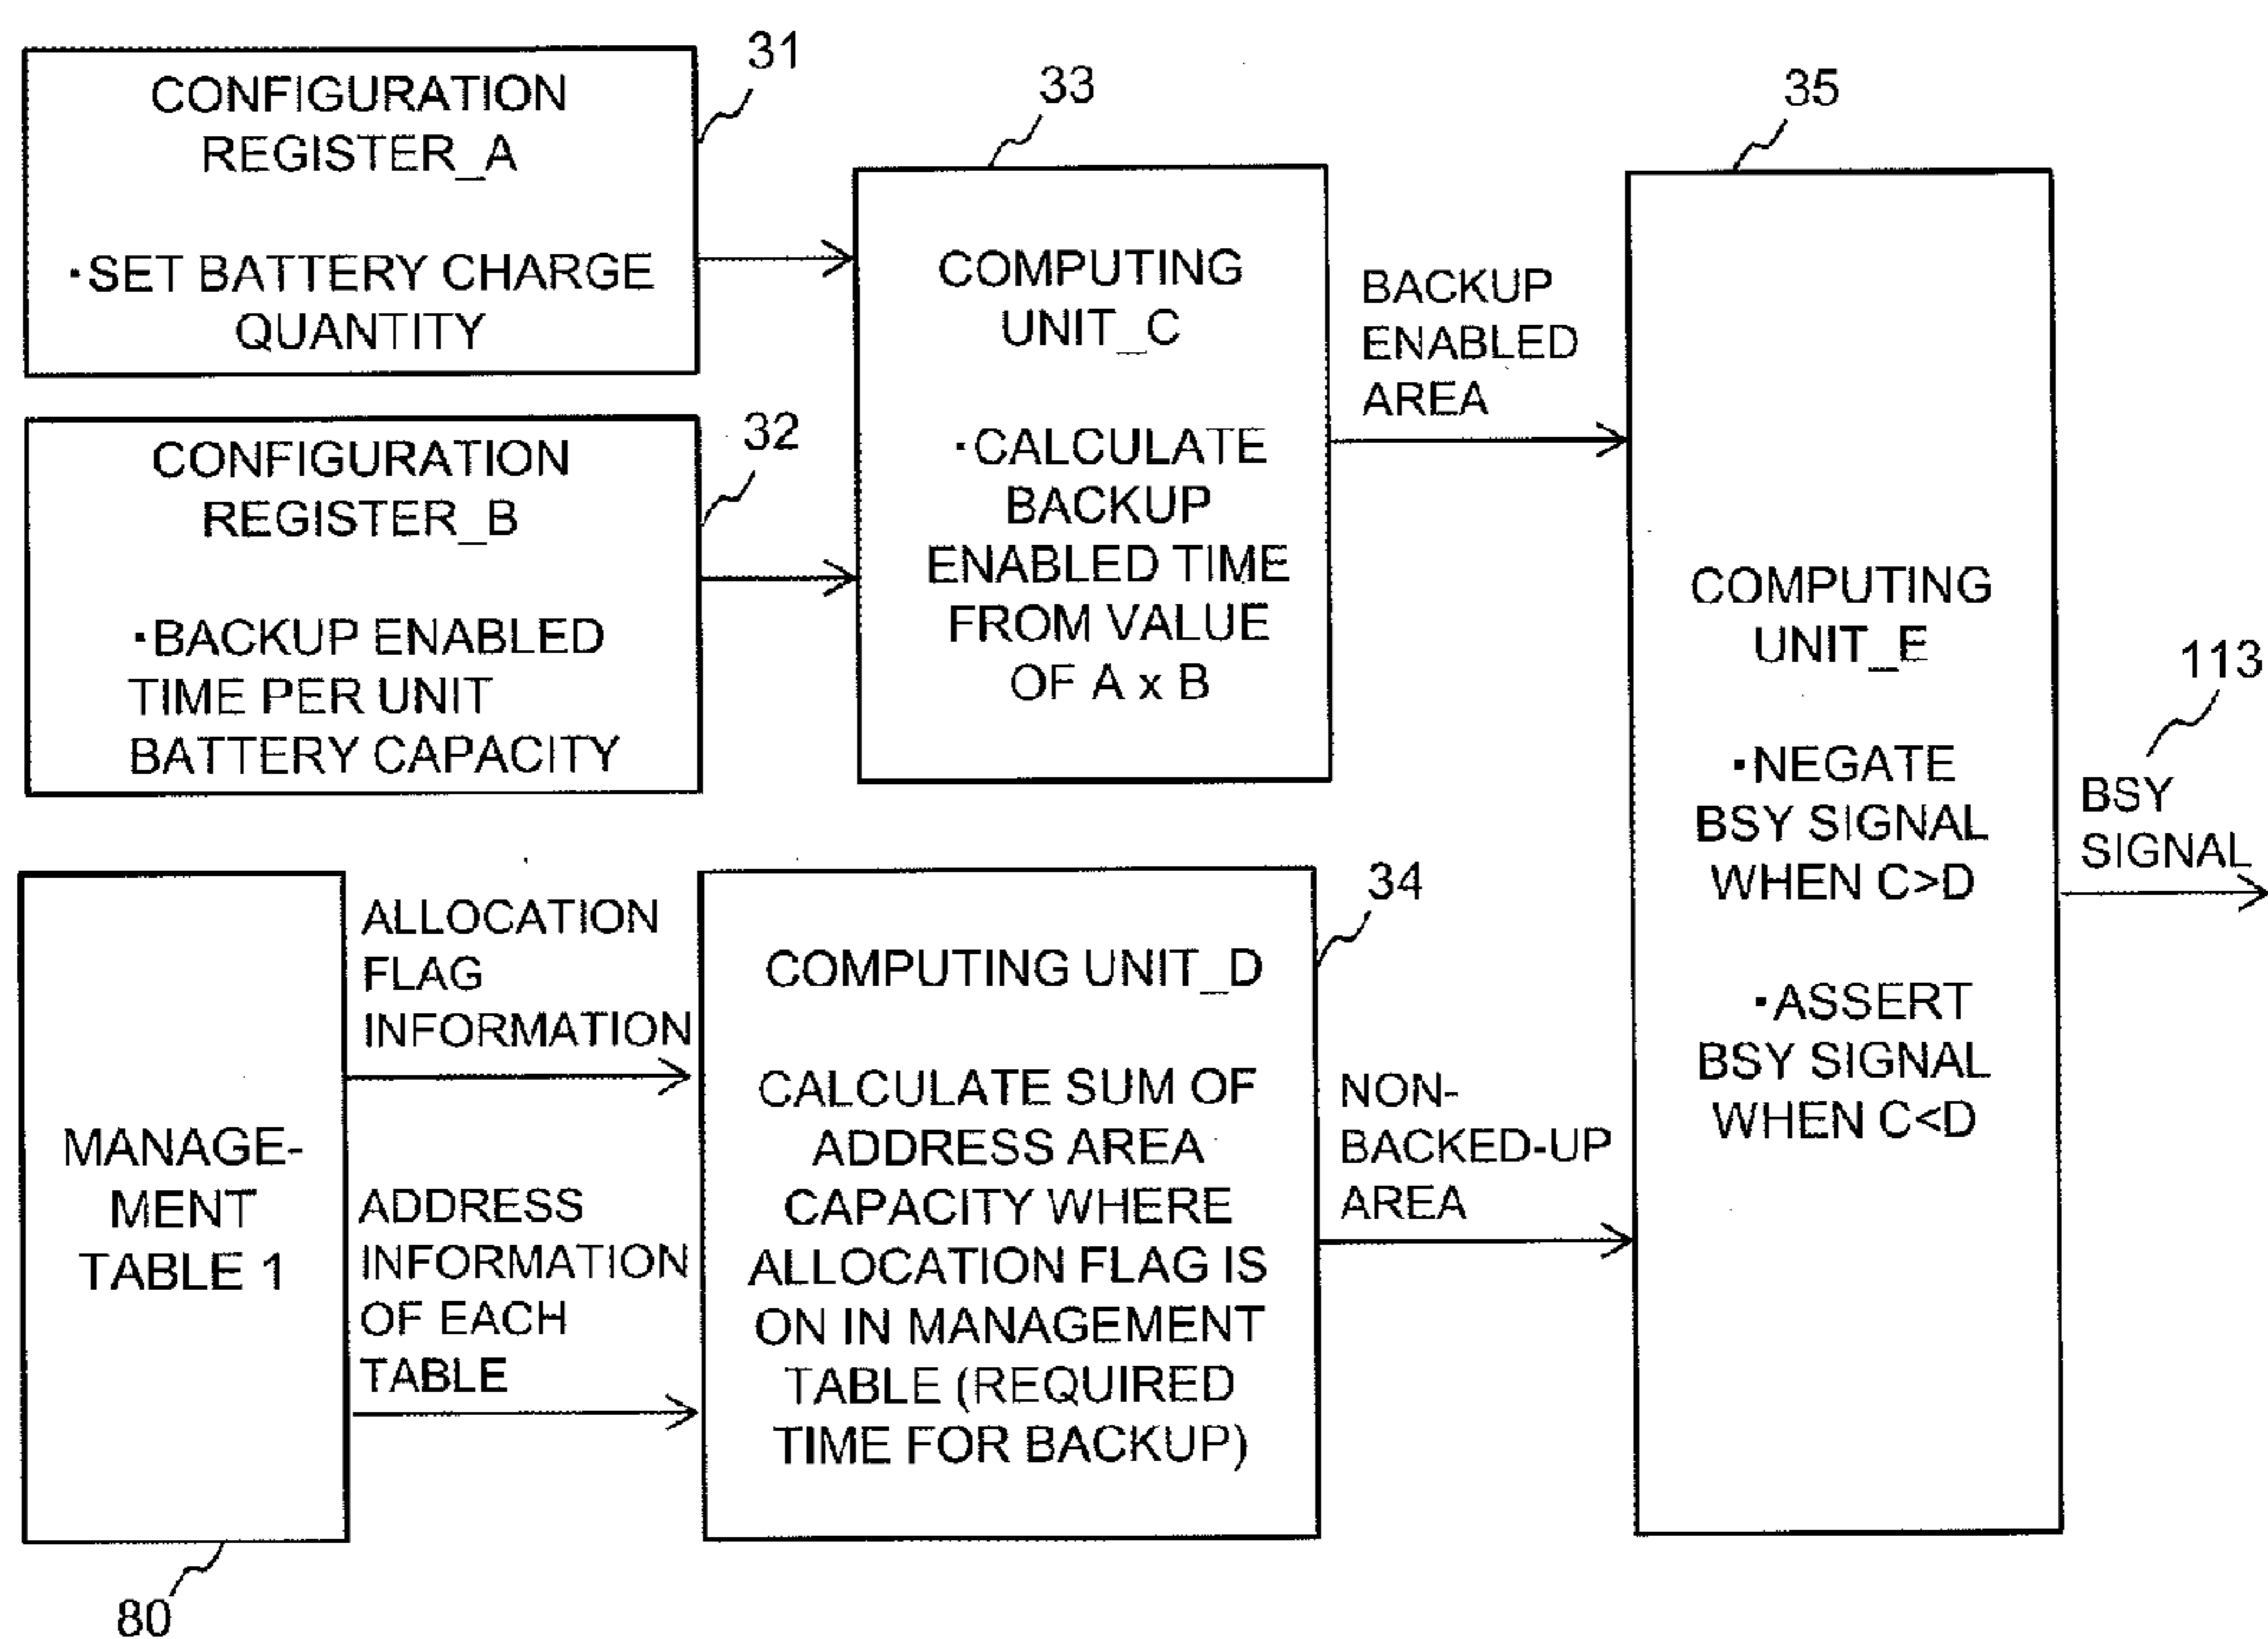 31
CONFIGURATION
REGISTER_A
·SET BATTERY CHARGE
QUANTITY
32
CONFIGURATION
REGISTER_B
·BACKUP ENABLED
TIME PER UNIT
BATTERY CAPACITY
33
COMPUTING
UNIT_C
·CALCULATE
BACKUP
ENABLED TIME
FROM VALUE
OF A x B
BACKUP
ENABLED
AREA
35
COMPUTING
UNIT_E
·NEGATE
BSY SIGNAL
WHEN C>D
·ASSERT
BSY SIGNAL
WHEN C<D
113
BSY
SIGNAL
MANAGE-
MENT
TABLE 1
80
ALLOCATION
FLAG
INFORMATION
ADDRESS
INFORMATION
OF EACH
TABLE
34
COMPUTING UNIT_D
CALCULATE SUM OF
ADDRESS AREA
CAPACITY WHERE
ALLOCATION FLAG IS
ON IN MANAGEMENT
TABLE (REQUIRED
TIME FOR BACKUP)
NON-
BACKED-UP
AREA